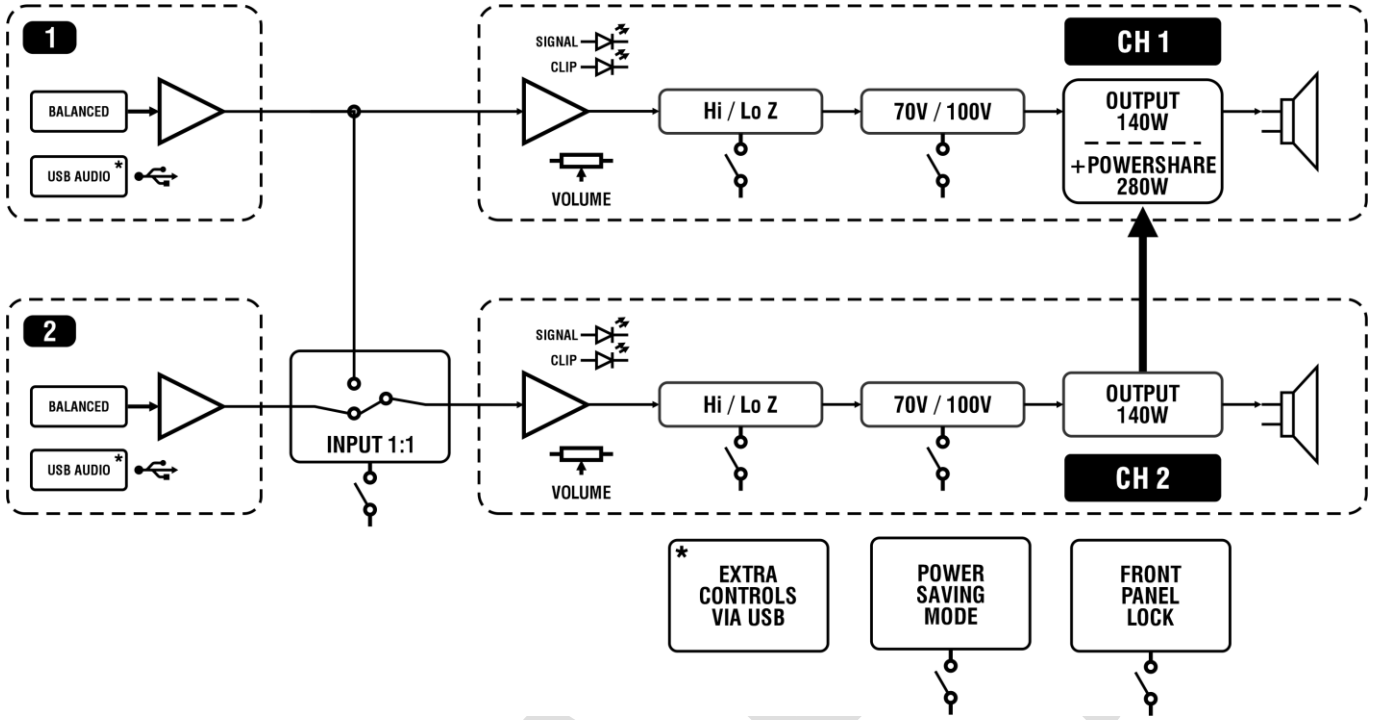 1
BALANCED
USB AUDIO *
SIGNAL
CLIP
VOLUME
Hi / Lo Z
70V / 100V
CH 1
OUTPUT
140W
+POWERSHARE
280W
2
BALANCED
USB AUDIO *
INPUT 1:1
SIGNAL
CLIP
VOLUME
Hi / Lo Z
70V / 100V
OUTPUT
140W
CH 2
*
EXTRA
CONTROLS
VIA USB
POWER
SAVING
MODE
FRONT
PANEL
LOCK